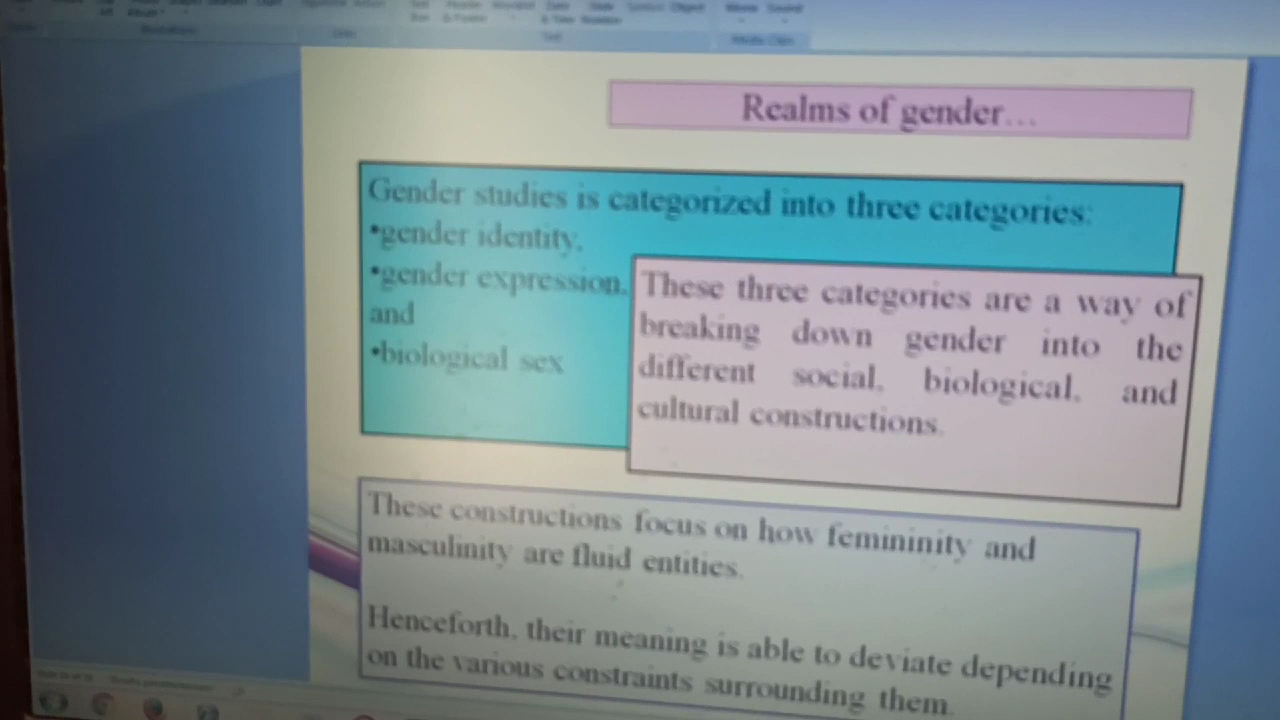 Realms of gender...
Gender studies is categorized into three categories:
•gender identity,
•gender expression,
and
•biological sex
These three categories are a way of
breaking down gender into the
different social, biological, and
cultural constructions.
These constructions focus on how femininity and
masculinity are fluid entities.
Henceforth, their meaning is able to deviate depending
on the various constraints surrounding them.